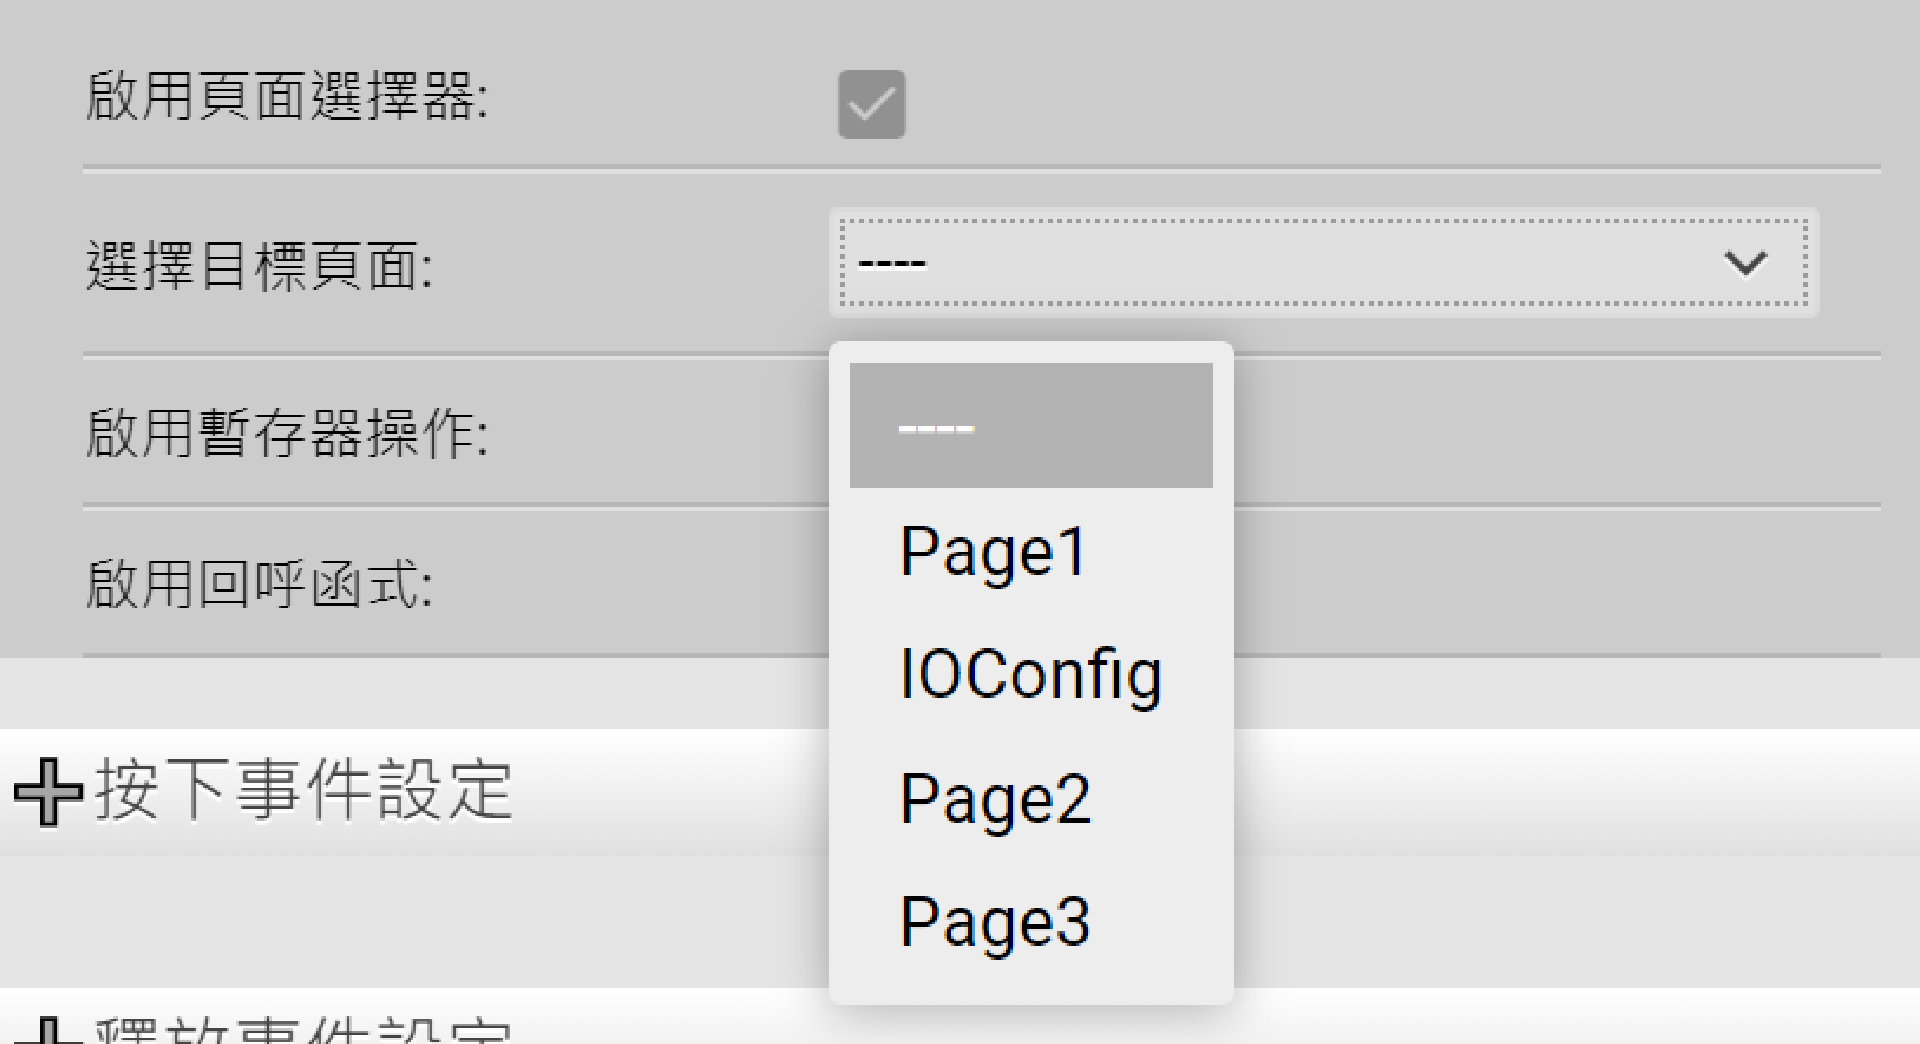 啟用頁面選擇器:
選擇目標頁面:
----
----
Page1
IOConfig
Page2
Page3
啟用暫存器操作:
啟用回呼函式:
按下事件設定
釋放事件設定